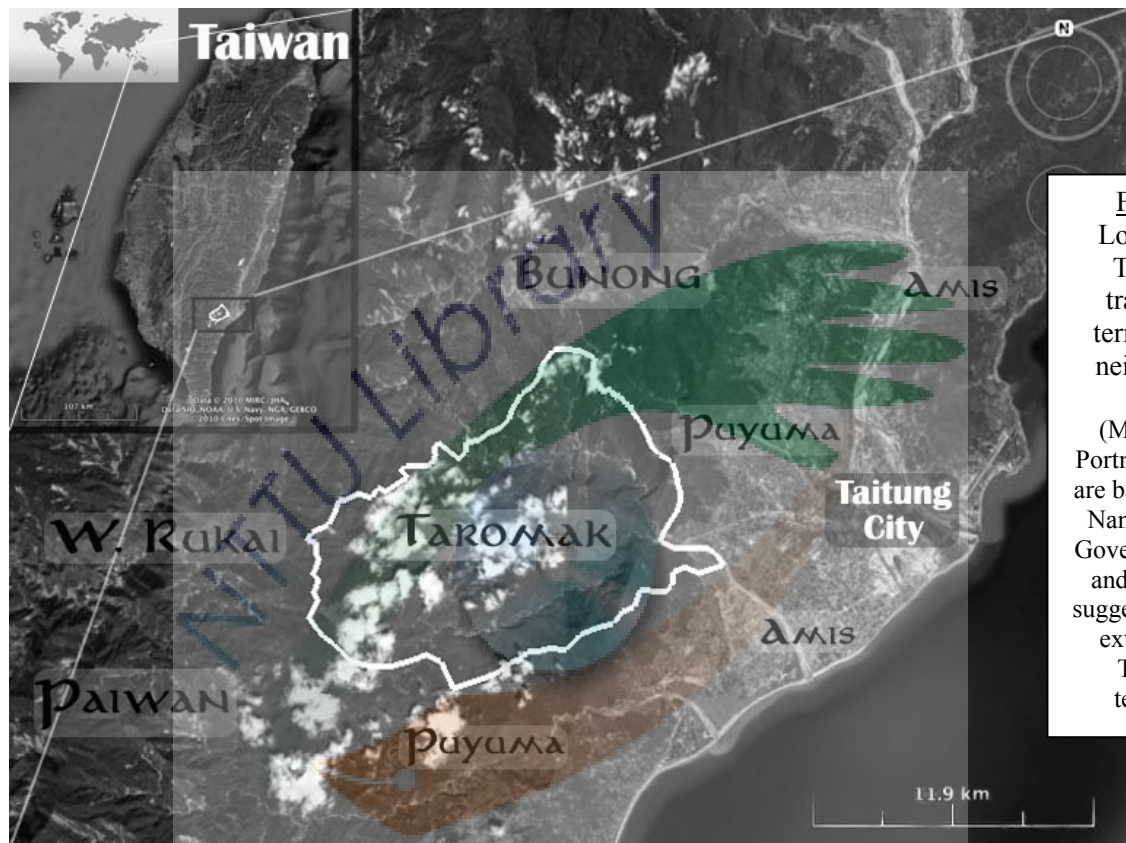 Taiwan
N
107 km
Data © 2010 MIRC/JHA
Data SIO, NOAA, U.S. Navy, NGA, GEBCO
© 2010 Cnes/Spot Image
NTU Library
BUNONG
AMIS
PUYUMA
Taitung
City
W. RUKAI
TAROMAK
AMIS
PAIWAN
PUYUMA
11.9 km
Lo
T
tra
terr
nei
(M
Portr
are ba
Nan
Gove
and
sugge
ext
T
te